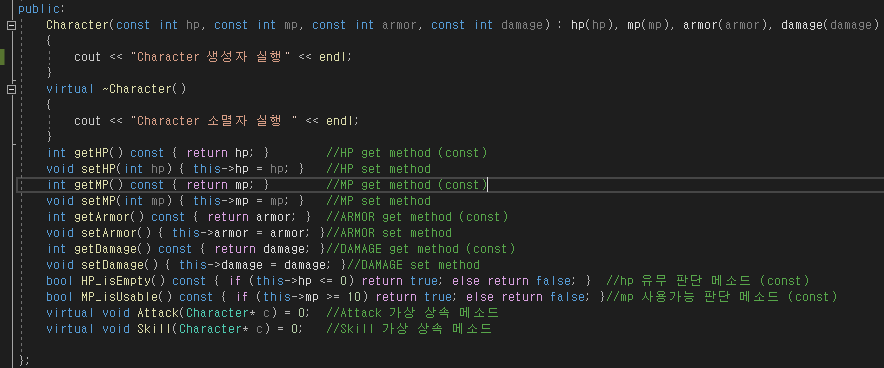 public:
Character(const int hp, const int mp, const int armor, const int damage) : hp(hp), mp(mp), armor(armor), damage(damage)
{
cout << "Character 생성자 실행" << endl;
}
virtual ~Character()
{
cout << "Character 소멸자 실행 " << endl;
}
int getHP() const { return hp; } //HP get method (const)
void setHP(int hp) { this->hp = hp; } //HP set method
int getMP() const { return mp; } //MP get method (const)
void setMP(int mp) { this->mp = mp; } //MP set method
int getArmor() const { return armor; } //ARMOR get method (const)
void setArmor() { this->armor = armor; }//ARMOR set method
int getDamage() const { return damage; }//DAMAGE get method (const)
void setDamage() { this->damage = damage; }//DAMAGE set method
bool HP_isEmpty() const { if (this->hp <= 0) return true; else return false; } //hp 유무 판단 메소드 (const)
bool MP_isUsable() const { if (this->mp >= 10) return true; else return false; }//mp 사용가능 판단 메소드 (const)
virtual void Attack(Character* c) = 0; //Attack 가상 상속 메소드
virtual void Skill(Character* c) = 0; //Skill 가상 상속 메소드
};